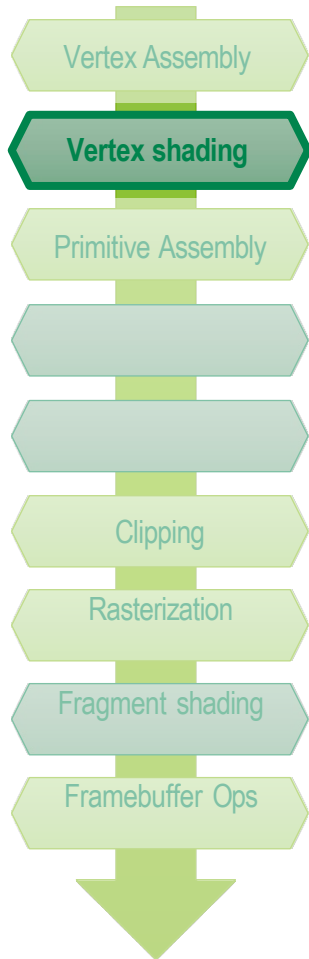 Vertex Assembly
Vertex shading
Primitive Assembly
Clipping
Rasterization
Fragment shading
Framebuffer Ops